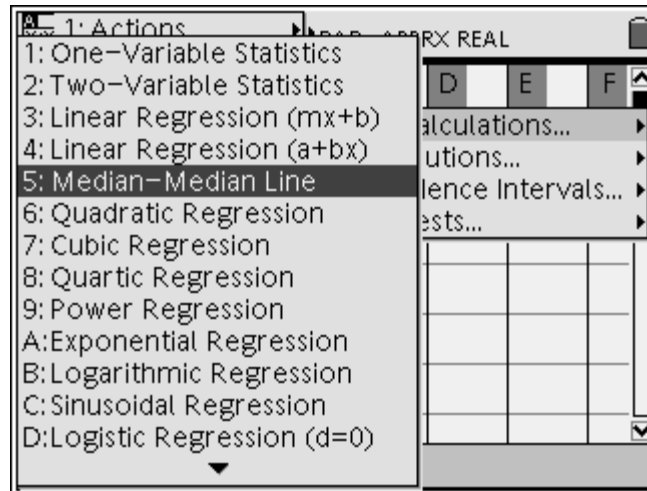 1: Actions
RAD APPRX REAL
1: One-Variable Statistics
2: Two-Variable Statistics
3: Linear Regression (mx+b)
4: Linear Regression (a+bx)
5: Median-Median Line
6: Quadratic Regression
7: Cubic Regression
8: Quartic Regression
9: Power Regression
A:Exponential Regression
B:Logarithmic Regression
C:Sinusoidal Regression
D:Logistic Regression (d=0)
D E F
alculations...
utions...
lence Intervals...
ests...